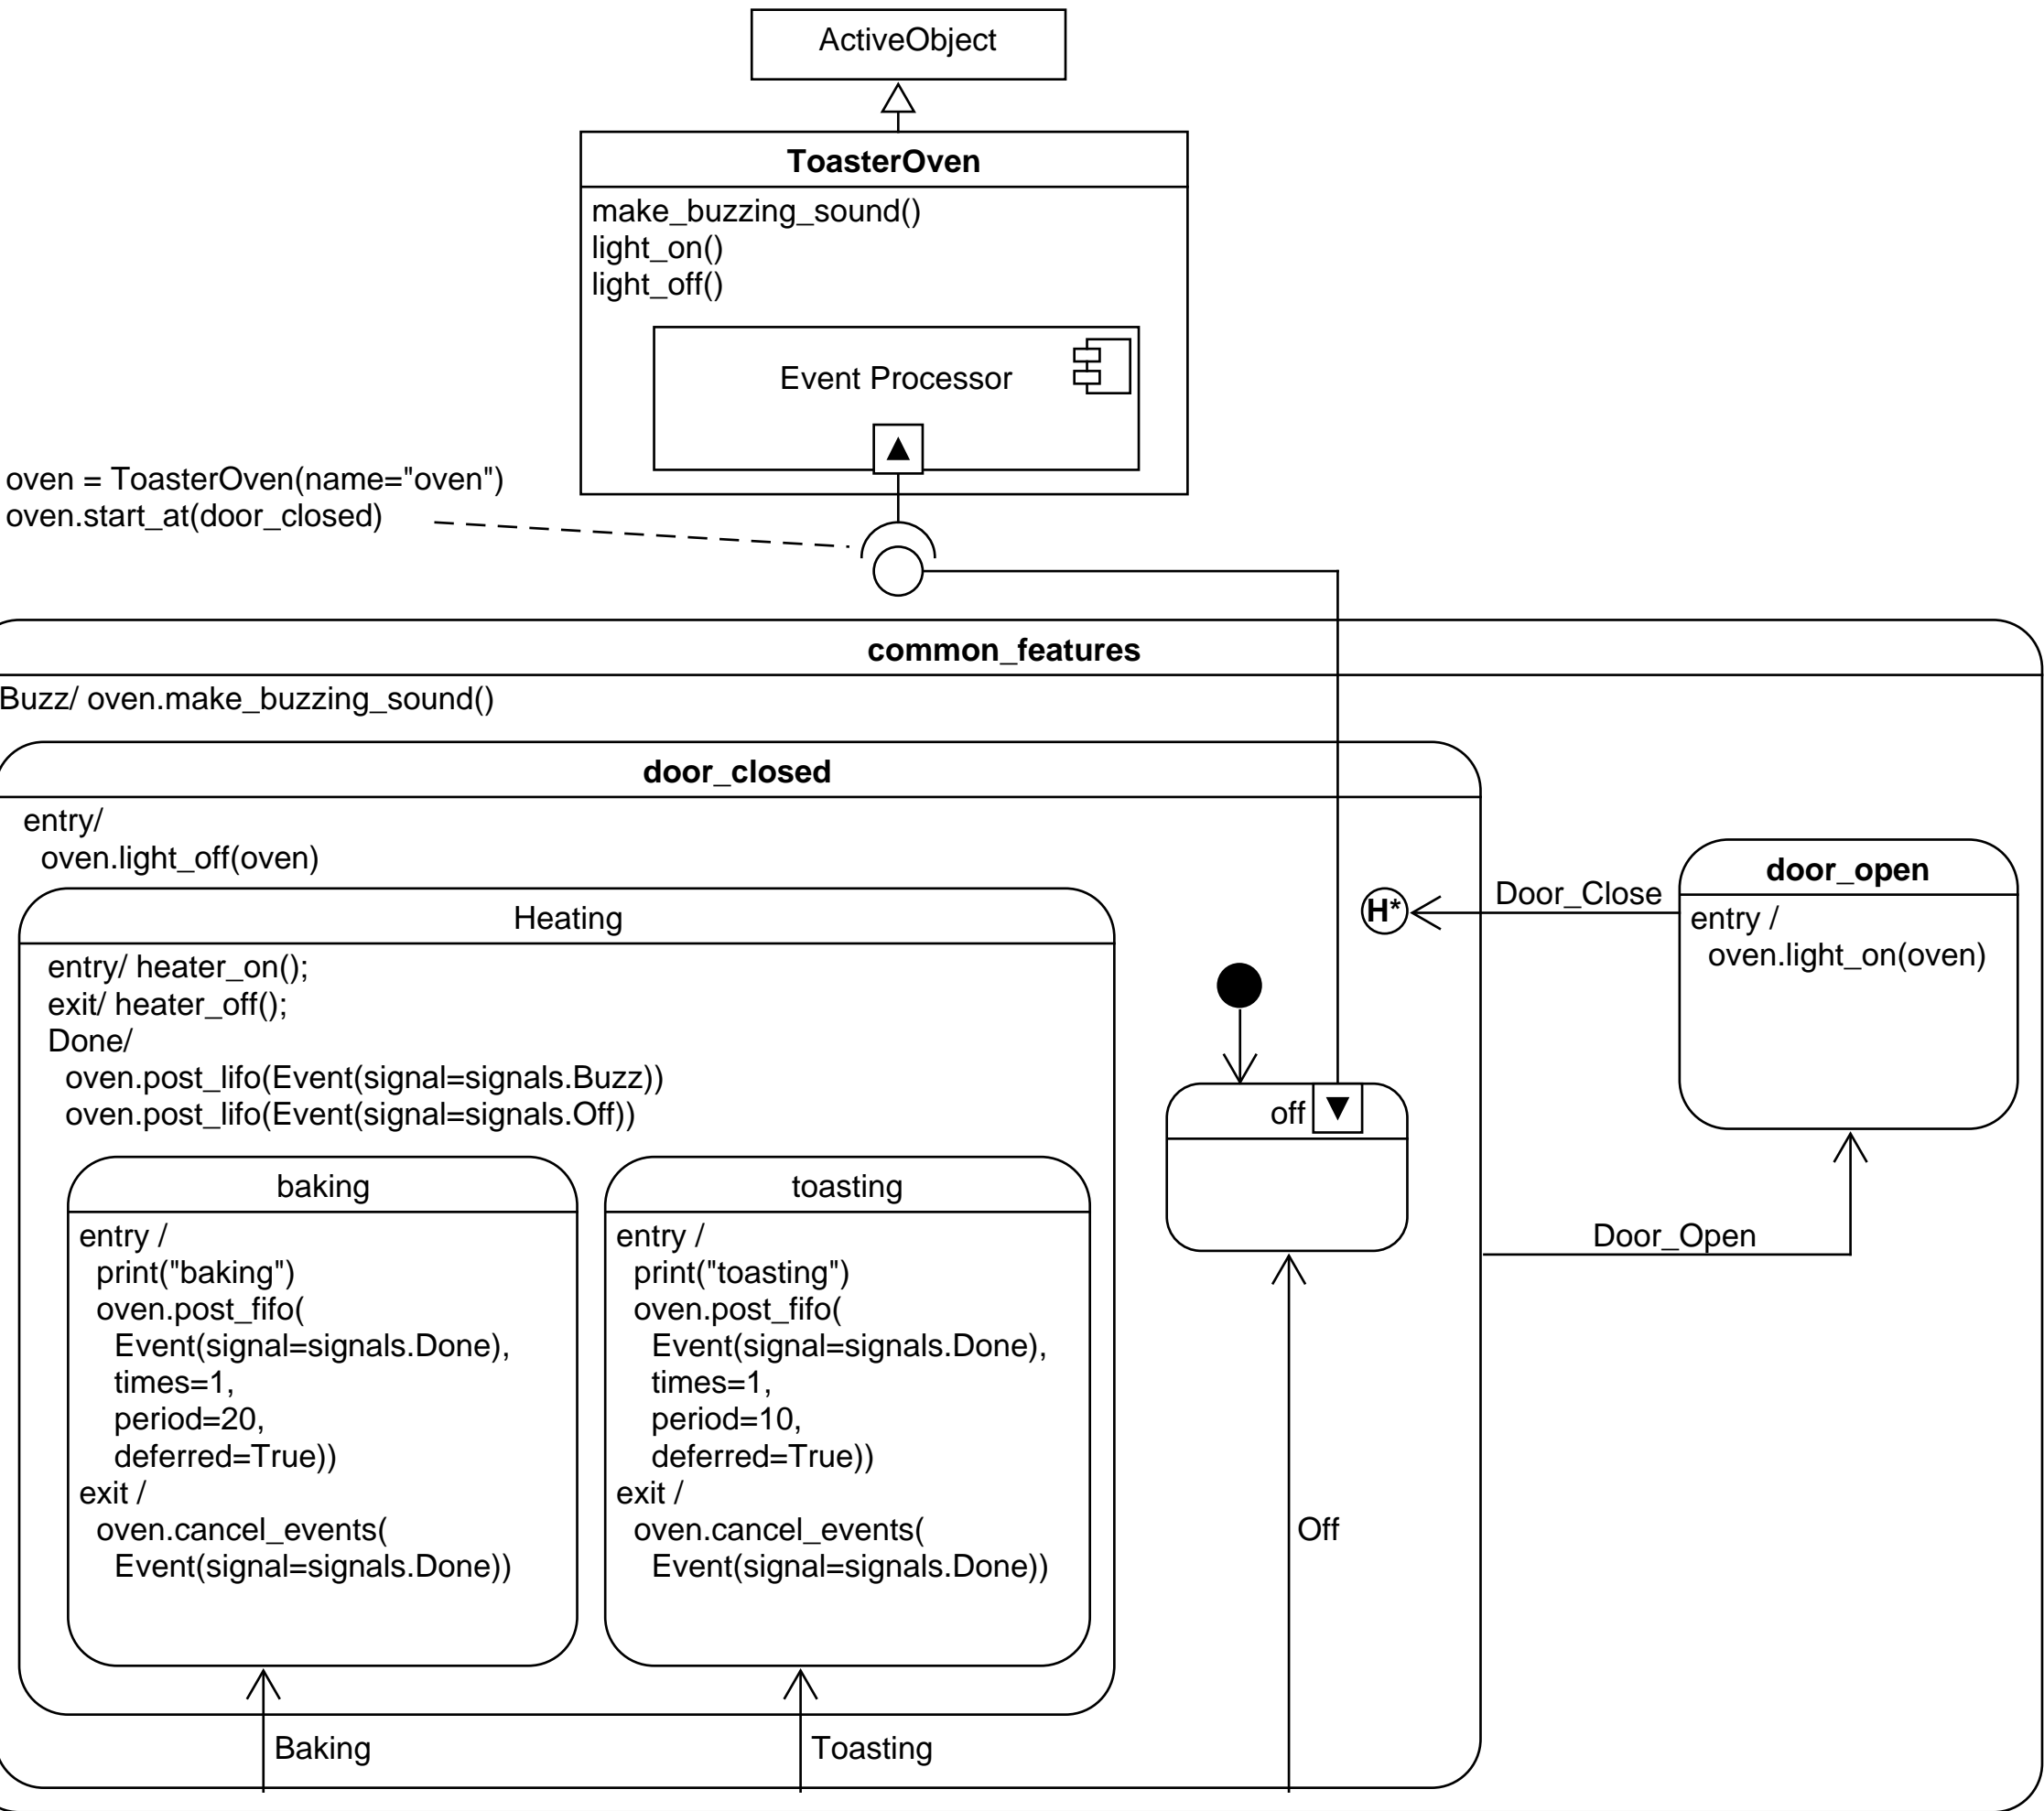 ActiveObject
ToasterOven
make_buzzing_sound()
light_on()
light_off()
Event Processor
oven = ToasterOven(name="oven")
oven.start_at(door_closed)
common_features
Buzz/ oven.make_buzzing_sound()
door_closed
entry/
oven.light_off(oven)
Heating
entry/ heater_on();
exit/ heater_off();
Done/
oven.post_lifo(Event(signal=signals.Buzz))
oven.post_lifo(Event(signal=signals.Off))
baking
entry /
print("baking")
oven.post_fifo(
Event(signal=signals.Done),
times=1,
period=20,
deferred=True))
exit /
oven.cancel_events(
Event(signal=signals.Done))
toasting
entry /
print("toasting")
oven.post_fifo(
Event(signal=signals.Done),
times=1,
period=10,
deferred=True))
exit /
oven.cancel_events(
Event(signal=signals.Done))
Baking
Toasting
off
Off
H*
Door_Close
door_open
entry /
oven.light_on(oven)
Door_Open